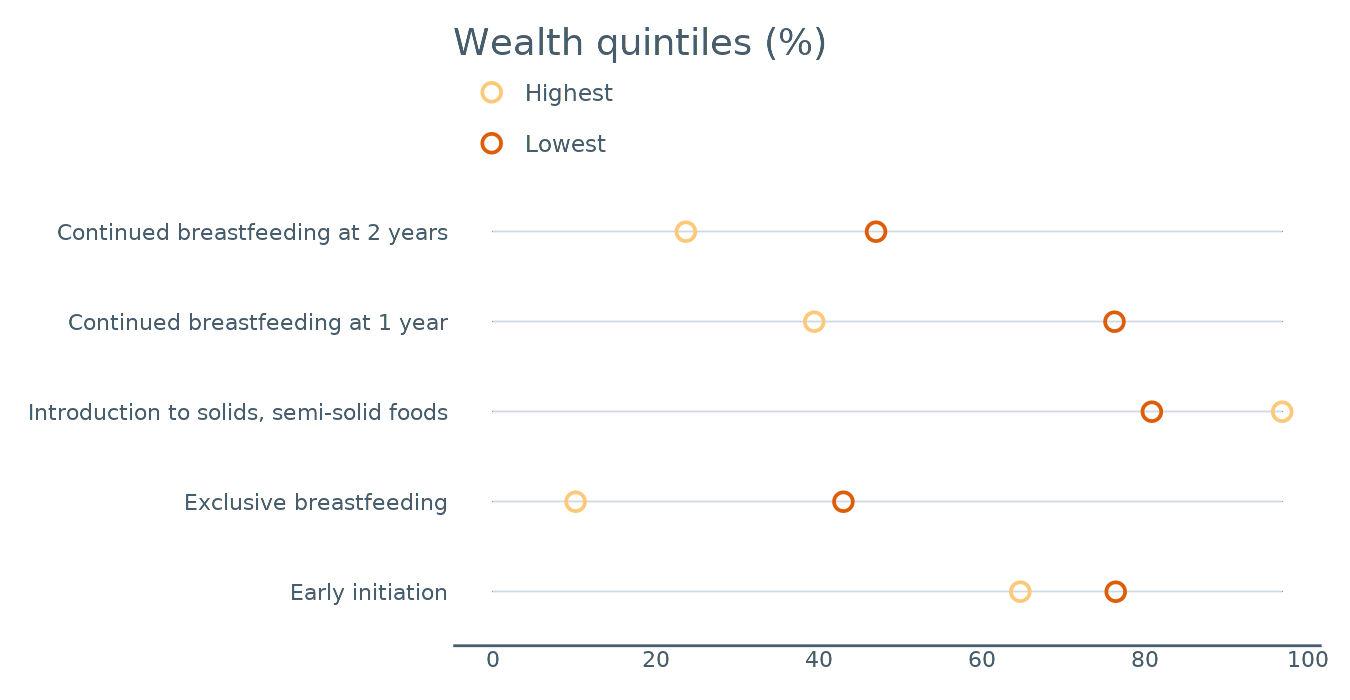 Wealth quintiles (%)
Highest
Lowest
Continued breastfeeding at 2 years
Continued breastfeeding at 1 year
Introduction to solids, semi-solid foods
Exclusive breastfeeding
Early initiation
0 20 40 60 80 100